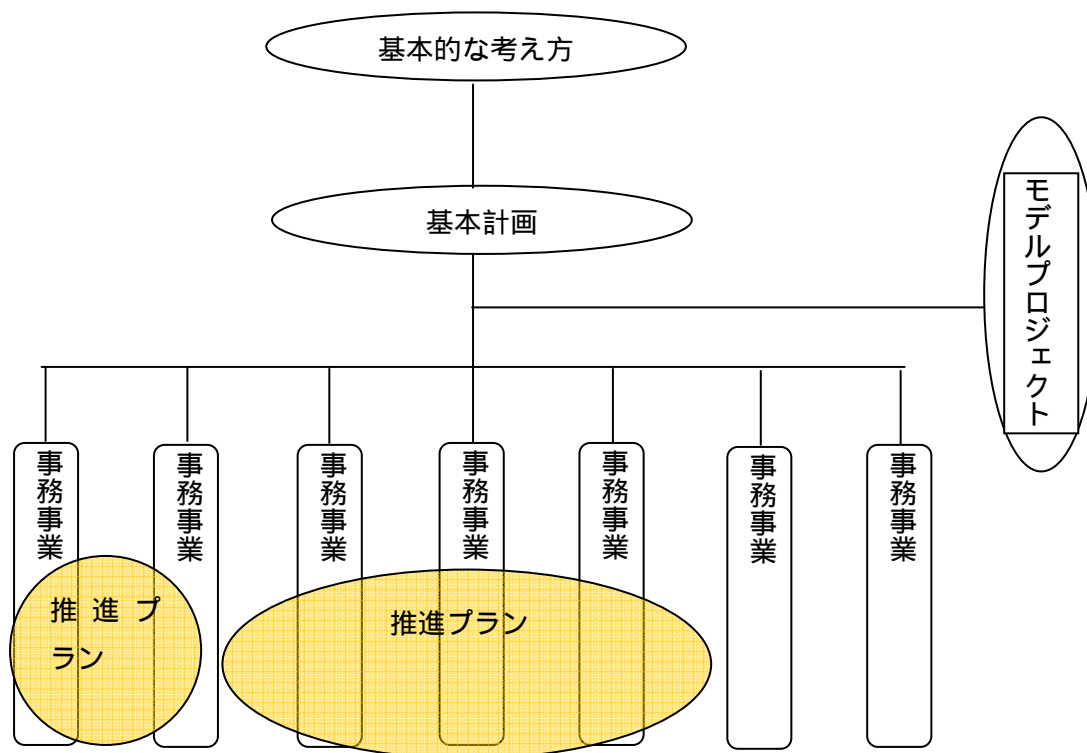 基本的な考え方
基本計画
モデルプロジェクト
事務事業
事務事業
事務事業
事務事業
事務事業
事務事業
事務事業
推 進 プ
ラン
推進プラン